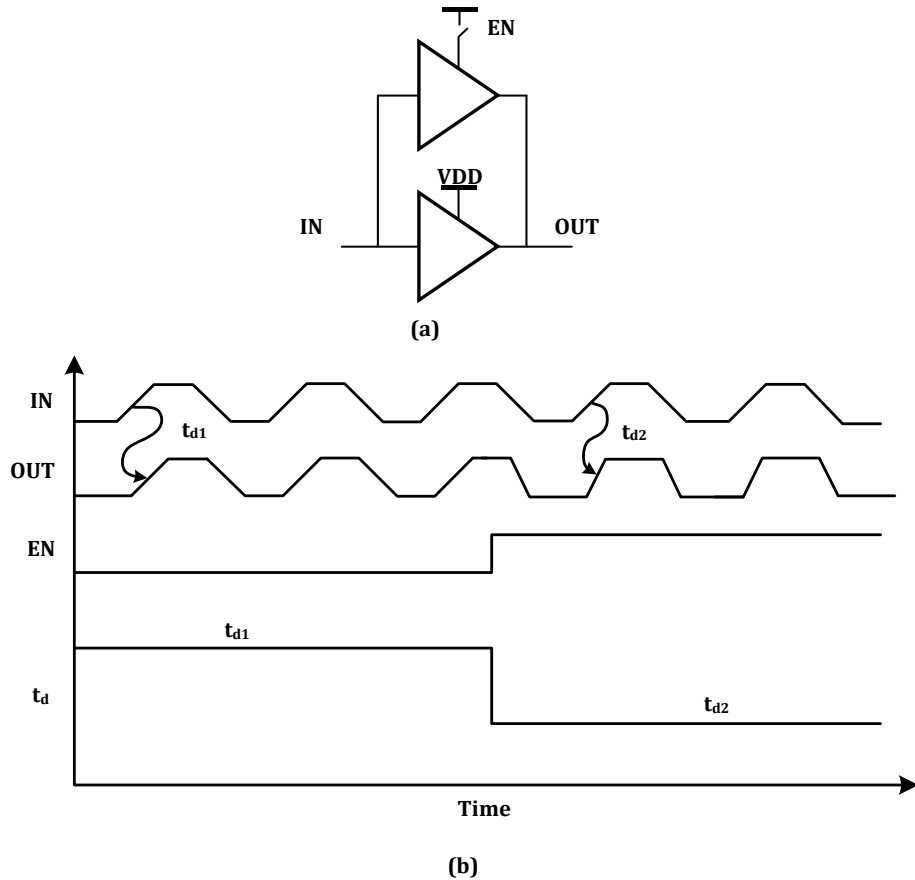 EN
VDD
IN
OUT
(a)
IN
td1
td2
OUT
EN
td1
td
td2
Time
(b)